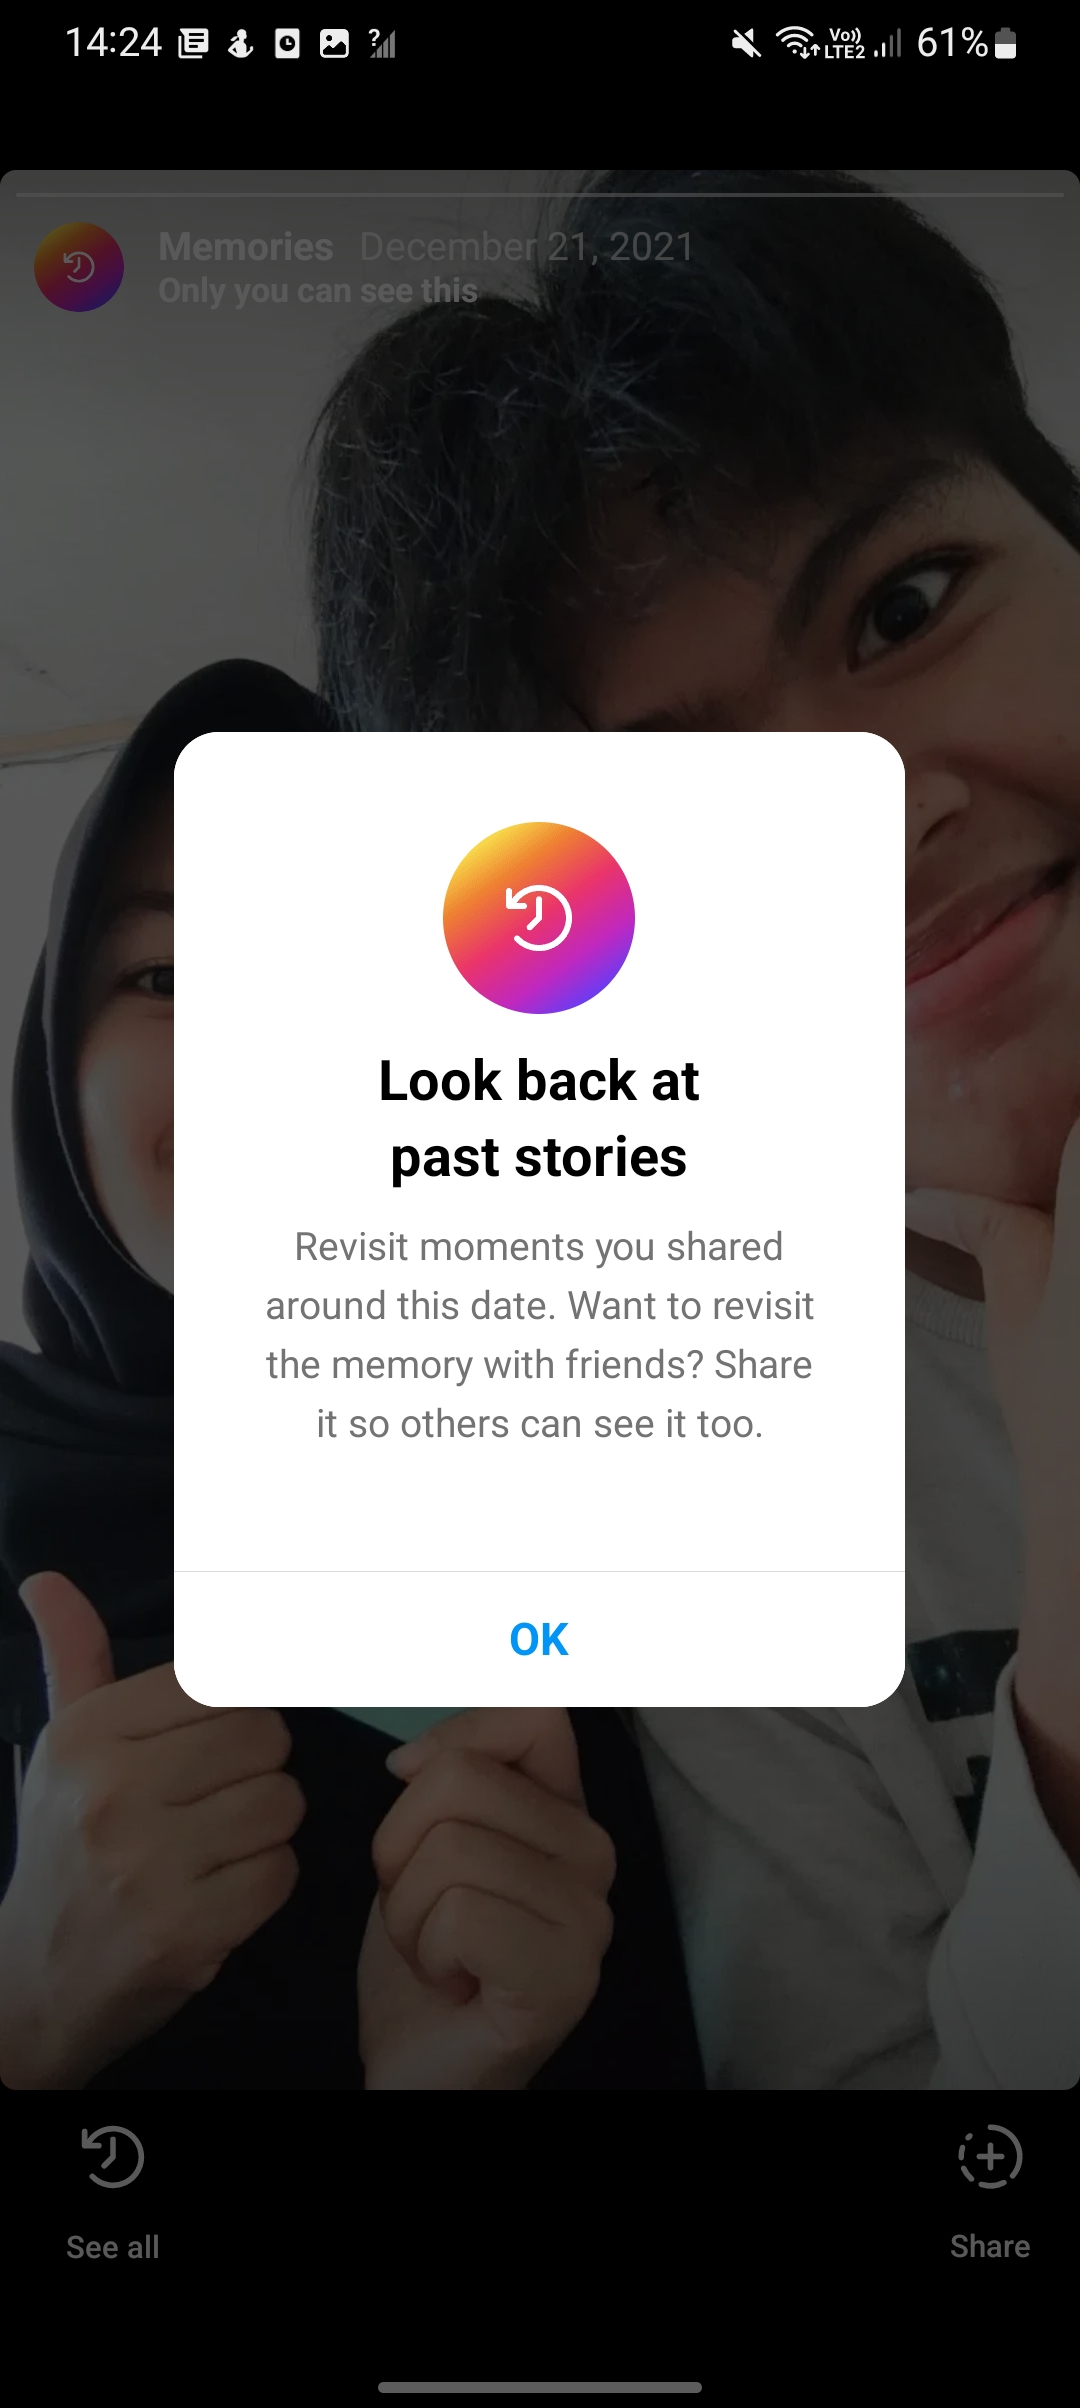 14:24 ? Vo)) LTE2 61%
Memories December 21, 2021
Only you can see this
Look back at
past stories
Revisit moments you shared
around this date. Want to revisit
the memory with friends? Share
it so others can see it too.
OK
See all Share